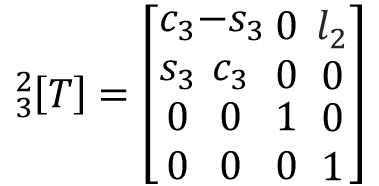 ²₃[T] = [c₃ −s₃ 0 l₂
s₃ c₃ 0 0
0 0 1 0
0 0 0 1]